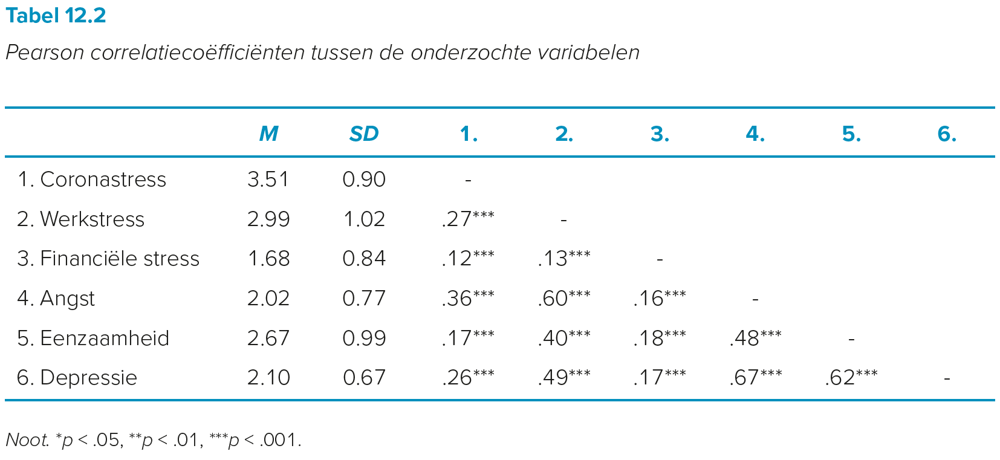 Tabel 12.2
Pearson correlatiecoëfficiënten tussen de onderzochte variabelen
M SD 1. 2. 3. 4. 5. 6.
1. Coronastress 3.51 0.90 -
2. Werkstress 2.99 1.02 .27*** -
3. Financiële stress 1.68 0.84 .12*** .13*** -
4. Angst 2.02 0.77 .36*** .60*** .16*** -
5. Eenzaamheid 2.67 0.99 .17*** .40*** .18*** .48*** -
6. Depressie 2.10 0.67 .26*** .49*** .17*** .67*** .62*** -
Noot. *p < .05, **p < .01, ***p < .001.